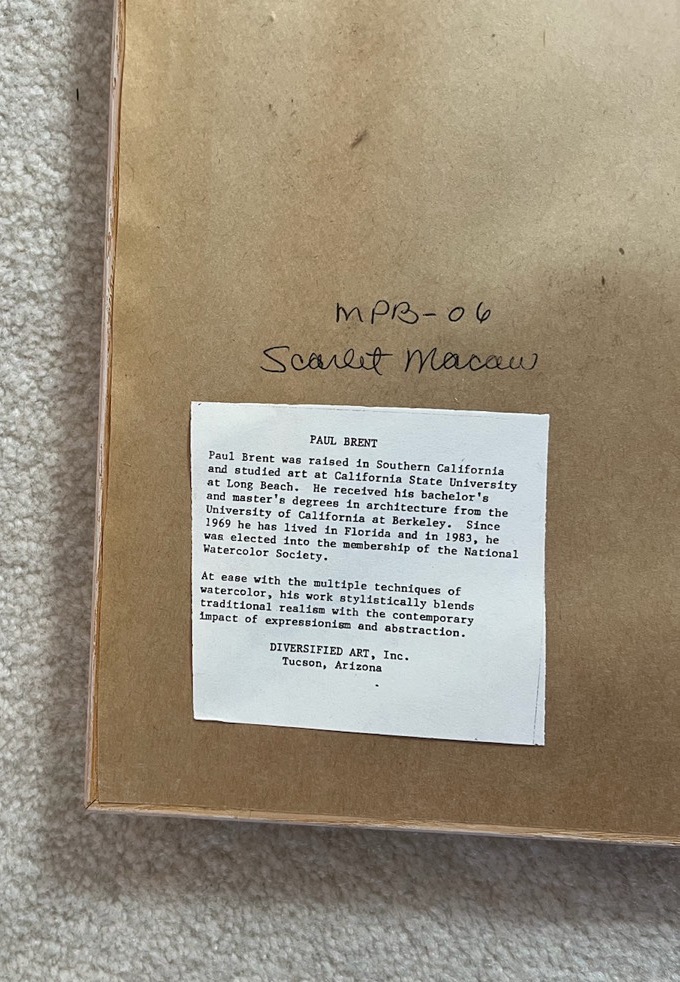 MPB-06
Scarlet Macaw
PAUL BRENT
Paul Brent was raised in Southern California
and studied art at California State University
at Long Beach.  He received his bachelor's
and master's degrees in architecture from the
University of California at Berkeley.  Since
1969 he has lived in Florida and in 1983, he
was elected into the membership of the National
Watercolor Society.
At ease with the multiple techniques of
watercolor, his work stylistically blends
traditional realism with the contemporary
impact of expressionism and abstraction.
DIVERSIFIED ART, Inc.
Tucson, Arizona